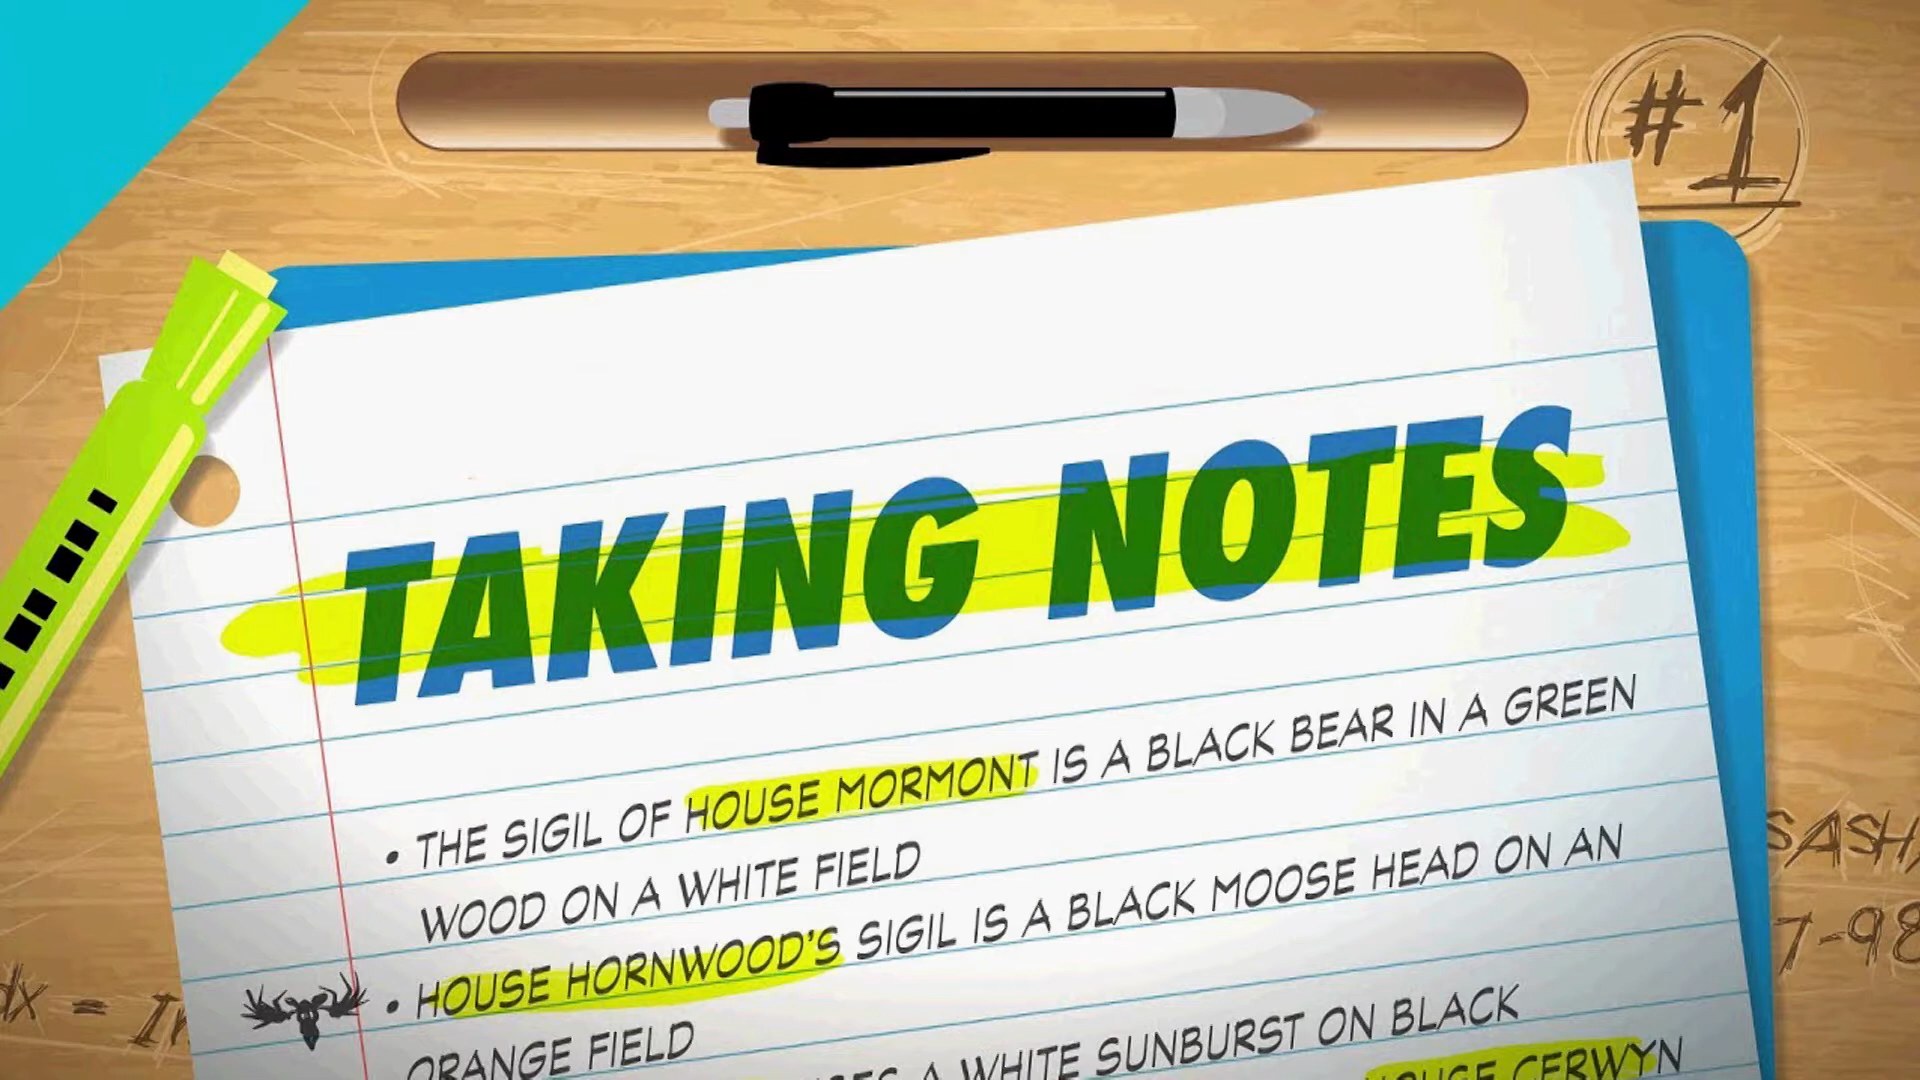 #1
TAKING NOTES
• THE SIGIL OF HOUSE MORMONT IS A BLACK BEAR IN A GREEN
WOOD ON A WHITE FIELD
• HOUSE HORNWOOD'S SIGIL IS A BLACK MOOSE HEAD ON AN
ORANGE FIELD
A WHITE SUNBURST ON BLACK
HOUSE CERWYN
7-98
dx =